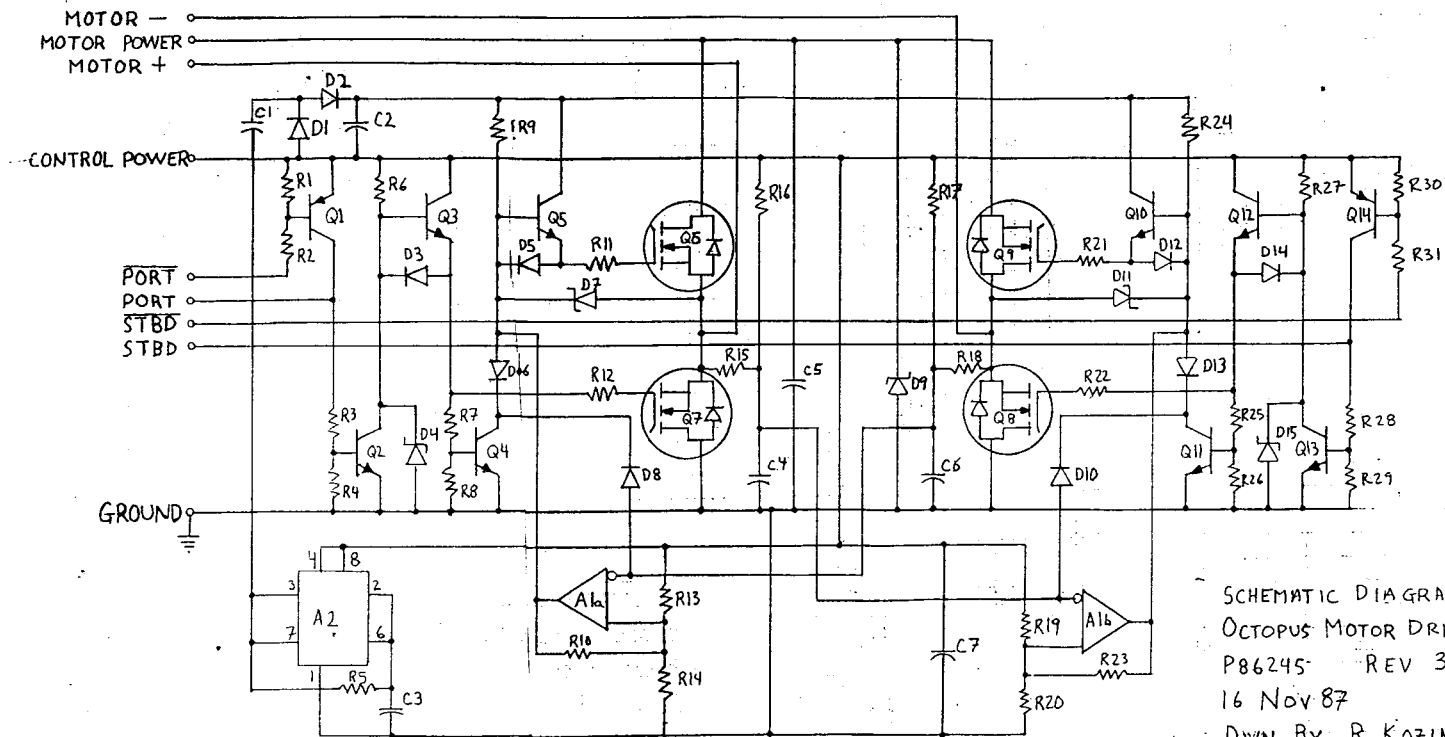 MOTOR −
MOTOR POWER
MOTOR +
D2
C1
D1
C2
R9
R24
CONTROL POWER
R1
Q1
R6
Q3
Q5
R16
R17
Q10
Q12
R27
Q14
R30
R2
D3
D5
R11
Q6
Q9
R21
D12
D14
R31
PORT
D7
D11
PORT
STBD
STBD
D6
R12
R15
C5
D9
R18
R22
D13
R3
D4
R7
Q7
Q8
R25
D15
R28
Q2
Q4
D8
C4
C6
D10
Q11
Q13
R4
R8
R26
R29
GROUND
4
8
3
2
A2
7
6
1
R5
C3
A1a
R13
R10
R14
C7
R19
A1b
R23
R20
SCHEMATIC DIAGRA
OCTOPUS MOTOR DRI
P86245 REV 3
16 NOV 87
DWN BY R KOZIN